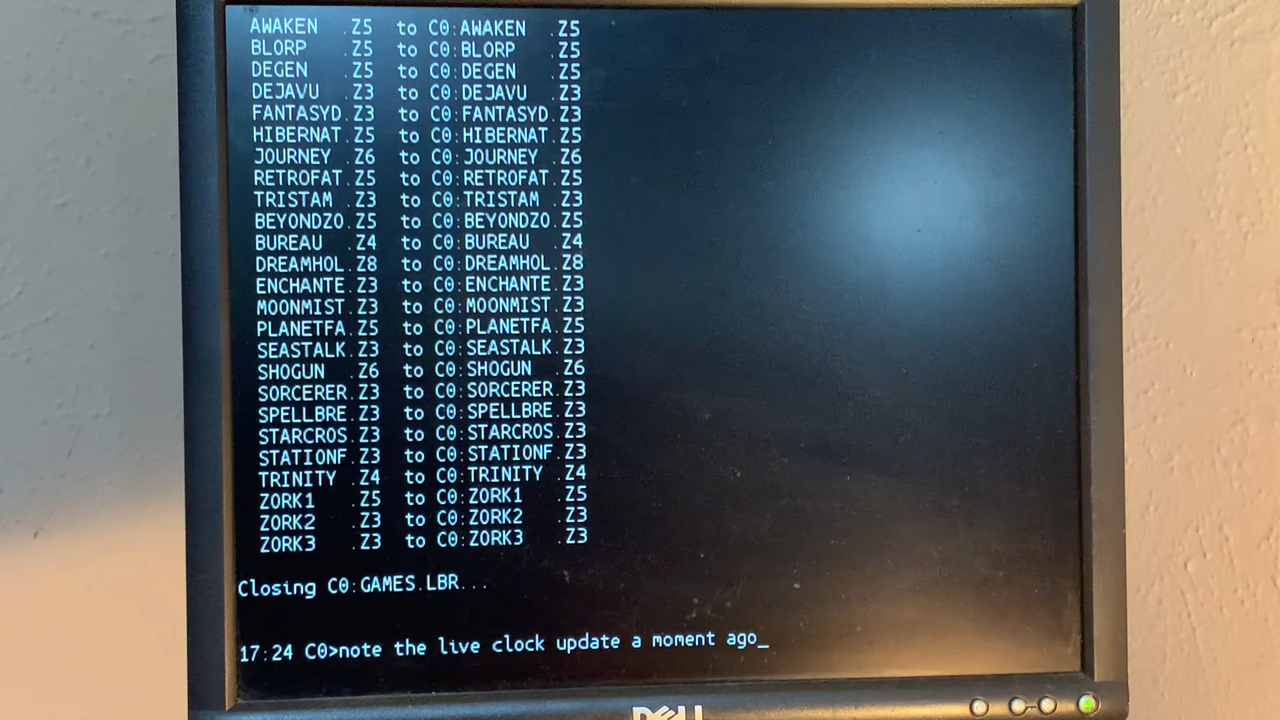 AWAKEN .Z5 to C0:AWAKEN .Z5
BLORP .Z5 to C0:BLORP .Z5
DEGEN .Z5 to C0:DEGEN .Z5
DEJAVU .Z3 to C0:DEJAVU .Z3
FANTASYD.Z3 to C0:FANTASYD.Z3
HIBERNAT.Z5 to C0:HIBERNAT.Z5
JOURNEY .Z6 to C0:JOURNEY .Z6
RETROFAT.Z5 to C0:RETROFAT.Z5
TRISTAM .Z3 to C0:TRISTAM .Z3
BEYONDZO.Z5 to C0:BEYONDZO.Z5
BUREAU .Z4 to C0:BUREAU .Z4
DREAMHOL.Z8 to C0:DREAMHOL.Z8
ENCHANTE.Z3 to C0:ENCHANTE.Z3
MOONMIST.Z3 to C0:MOONMIST.Z3
PLANETFA.Z5 to C0:PLANETFA.Z5
SEASTALK.Z3 to C0:SEASTALK.Z3
SHOGUN .Z6 to C0:SHOGUN .Z6
SORCERER.Z3 to C0:SORCERER.Z3
SPELLBRE.Z3 to C0:SPELLBRE.Z3
STARCROS.Z3 to C0:STARCROS.Z3
STATIONF.Z3 to C0:STATIONF.Z3
TRINITY .Z4 to C0:TRINITY .Z4
ZORK1 .Z5 to C0:ZORK1 .Z5
ZORK2 .Z3 to C0:ZORK2 .Z3
ZORK3 .Z3 to C0:ZORK3 .Z3
Closing C0:GAMES.LBR...
17:24 C0>note the live clock update a moment ago_
DELL